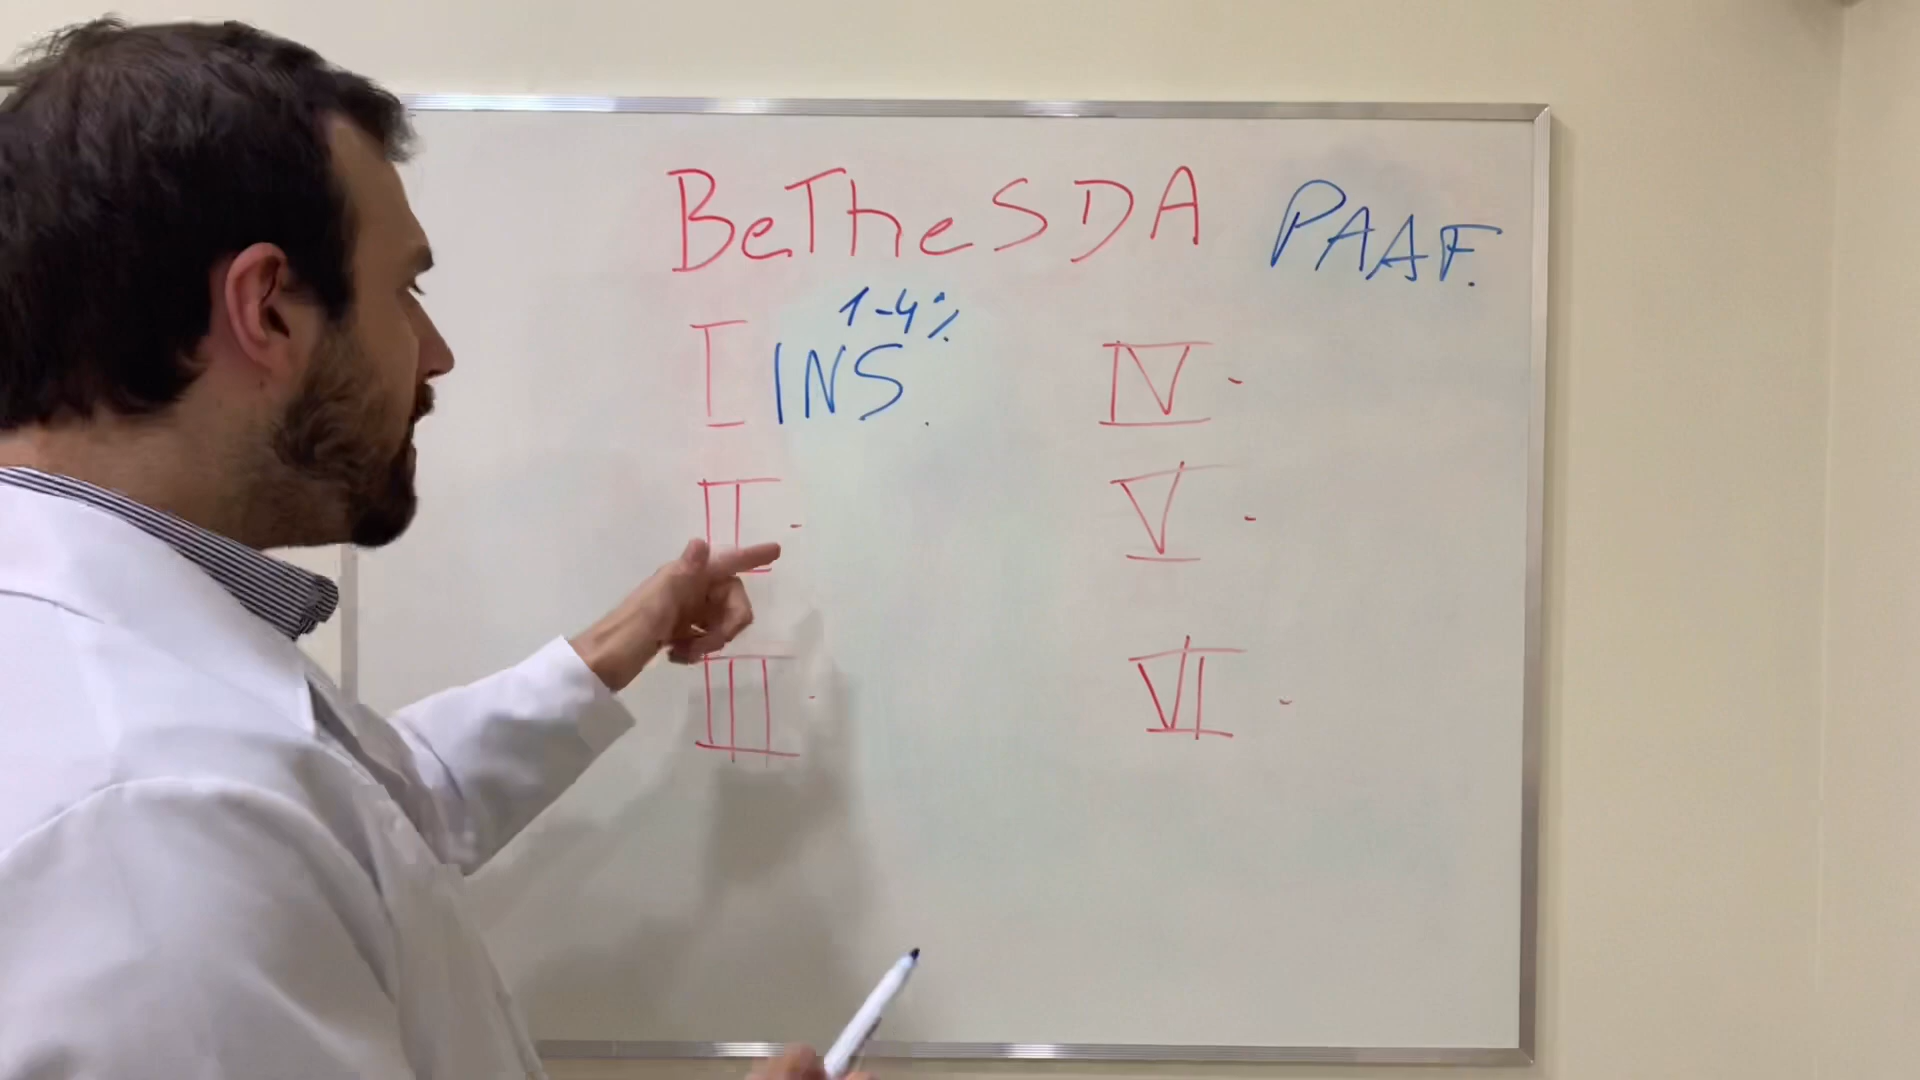 BeTheSDA PAAF.
1-4%
I INS.
II -
III -
IV -
V -
VI -